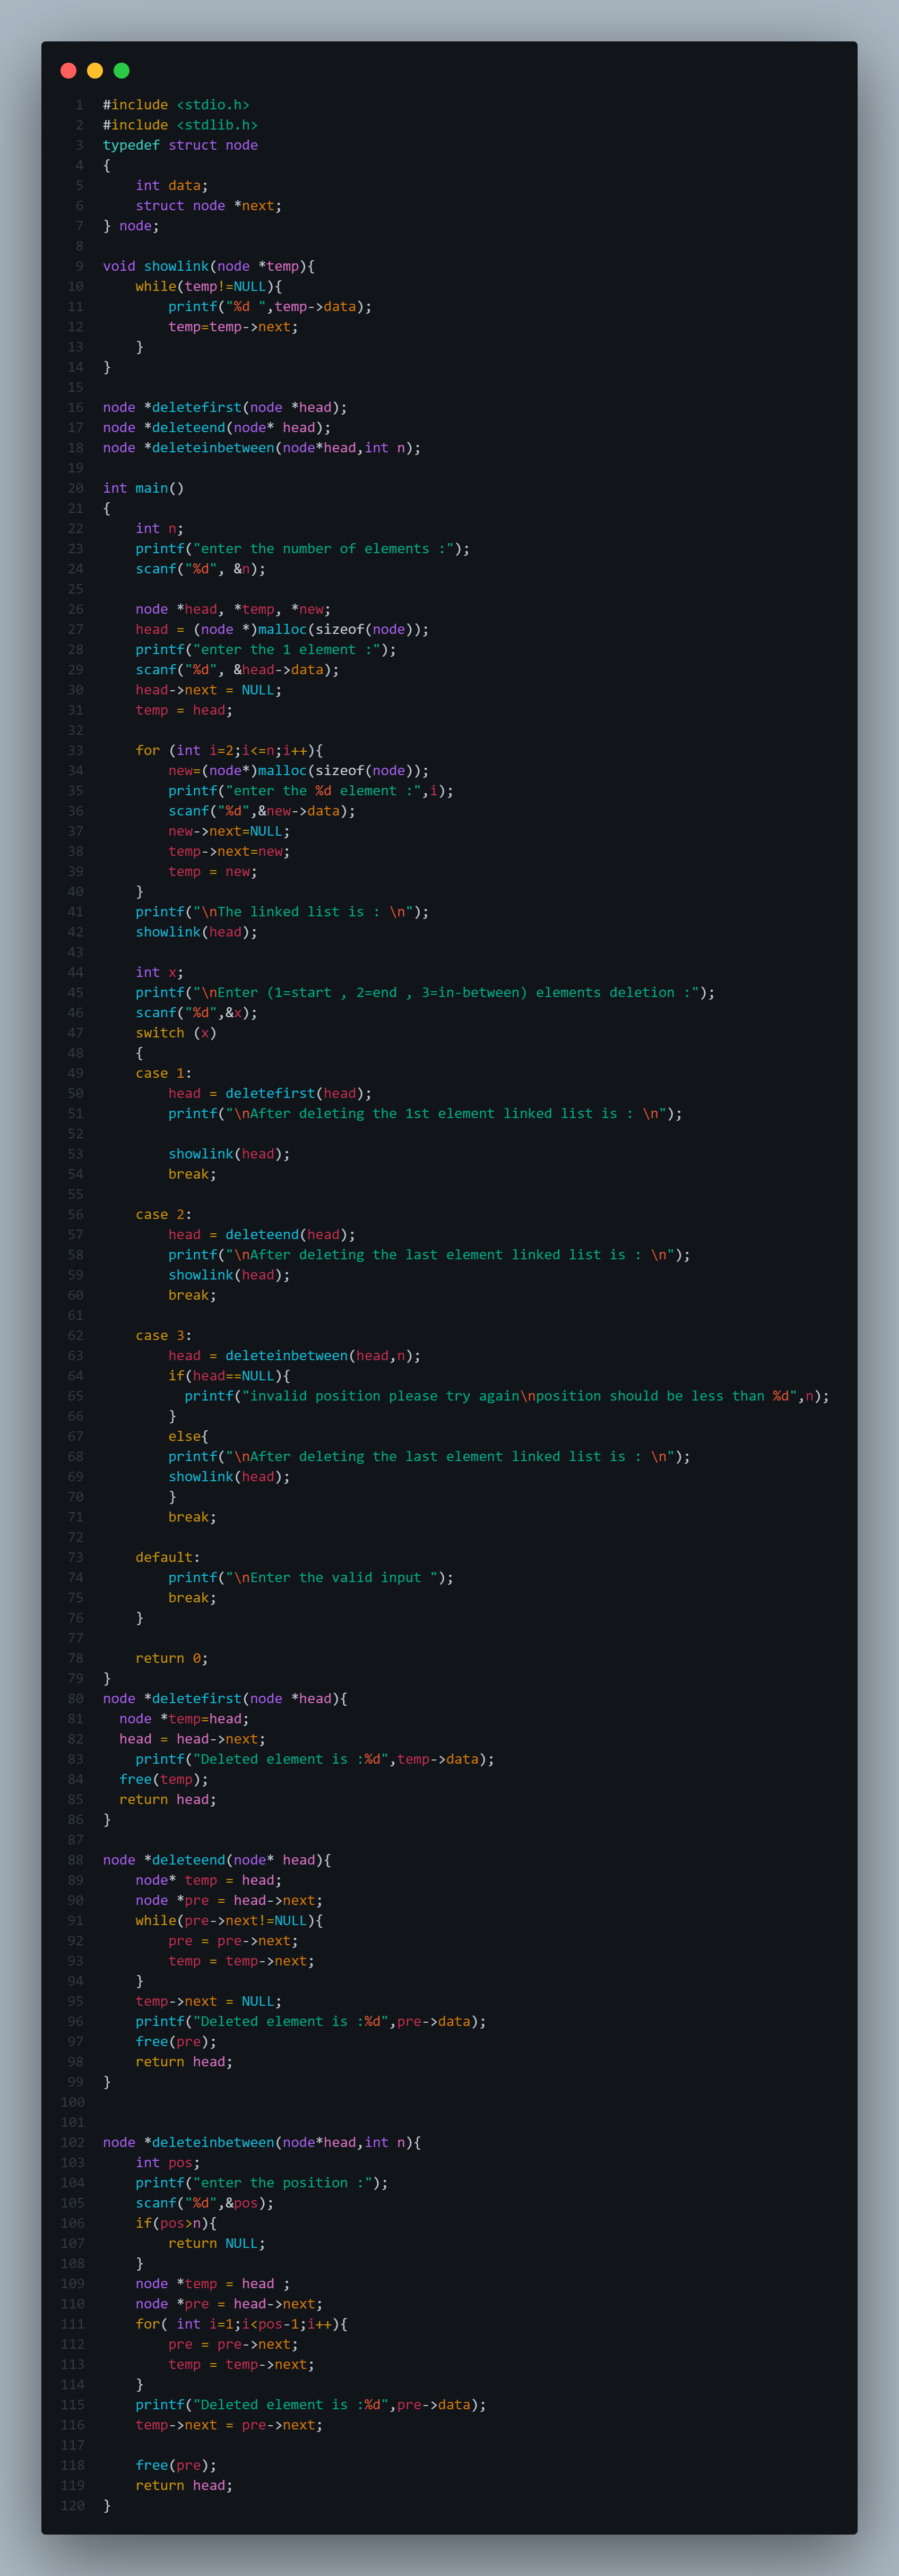 1 #include <stdio.h>
2 #include <stdlib.h>
3 typedef struct node
4 {
5     int data;
6     struct node *next;
7 } node;
8
9 void showlink(node *temp){
10     while(temp!=NULL){
11         printf("%d ",temp->data);
12         temp=temp->next;
13     }
14 }
15
16 node *deletefirst(node *head);
17 node *deleteend(node* head);
18 node *deleteinbetween(node*head,int n);
19
20 int main()
21 {
22     int n;
23     printf("enter the number of elements :");
24     scanf("%d", &n);
25
26     node *head, *temp, *new;
27     head = (node *)malloc(sizeof(node));
28     printf("enter the 1 element :");
29     scanf("%d", &head->data);
30     head->next = NULL;
31     temp = head;
32
33     for (int i=2;i<=n;i++){
34         new=(node*)malloc(sizeof(node));
35         printf("enter the %d element :",i);
36         scanf("%d",&new->data);
37         new->next=NULL;
38         temp->next=new;
39         temp = new;
40     }
41     printf("\nThe linked list is : \n");
42     showlink(head);
43
44     int x;
45     printf("\nEnter (1=start , 2=end , 3=in-between) elements deletion :");
46     scanf("%d",&x);
47     switch (x)
48     {
49     case 1:
50         head = deletefirst(head);
51         printf("\nAfter deleting the 1st element linked list is : \n");
52
53         showlink(head);
54         break;
55
56     case 2:
57         head = deleteend(head);
58         printf("\nAfter deleting the last element linked list is : \n");
59         showlink(head);
60         break;
61
62     case 3:
63         head = deleteinbetween(head,n);
64         if(head==NULL){
65           printf("invalid position please try again\nposition should be less than %d",n);
66         }
67         else{
68         printf("\nAfter deleting the last element linked list is : \n");
69         showlink(head);
70         }
71         break;
72
73     default:
74         printf("\nEnter the valid input ");
75         break;
76     }
77
78     return 0;
79 }
80 node *deletefirst(node *head){
81   node *temp=head;
82   head = head->next;
83     printf("Deleted element is :%d",temp->data);
84   free(temp);
85   return head;
86 }
87
88 node *deleteend(node* head){
89     node* temp = head;
90     node *pre = head->next;
91     while(pre->next!=NULL){
92         pre = pre->next;
93         temp = temp->next;
94     }
95     temp->next = NULL;
96     printf("Deleted element is :%d",pre->data);
97     free(pre);
98     return head;
99 }
100
101
102 node *deleteinbetween(node*head,int n){
103     int pos;
104     printf("enter the position :");
105     scanf("%d",&pos);
106     if(pos>n){
107         return NULL;
108     }
109     node *temp = head ;
110     node *pre = head->next;
111     for( int i=1;i<pos-1;i++){
112         pre = pre->next;
113         temp = temp->next;
114     }
115     printf("Deleted element is :%d",pre->data);
116     temp->next = pre->next;
117
118     free(pre);
119     return head;
120 }